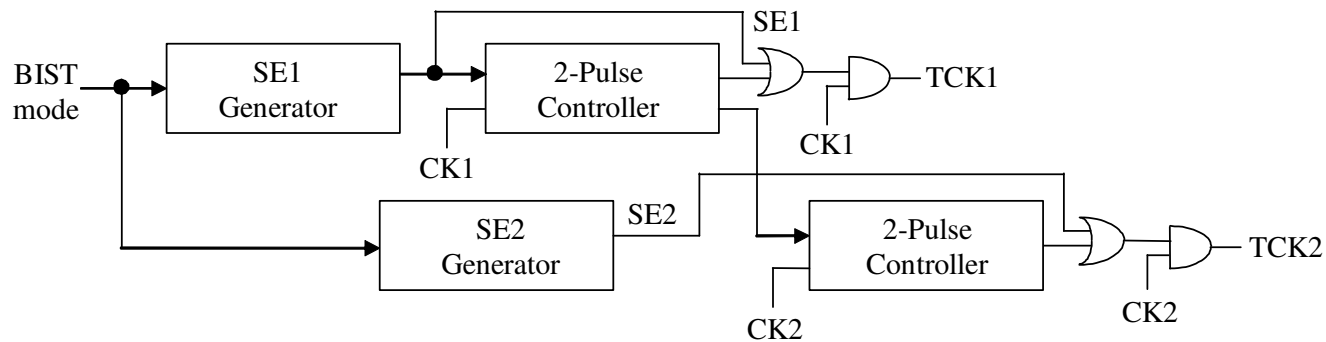 SE1
BIST
mode
SE1
Generator
2-Pulse
Controller
TCK1
CK1
CK1
SE2
Generator
SE2
2-Pulse
Controller
TCK2
CK2
CK2